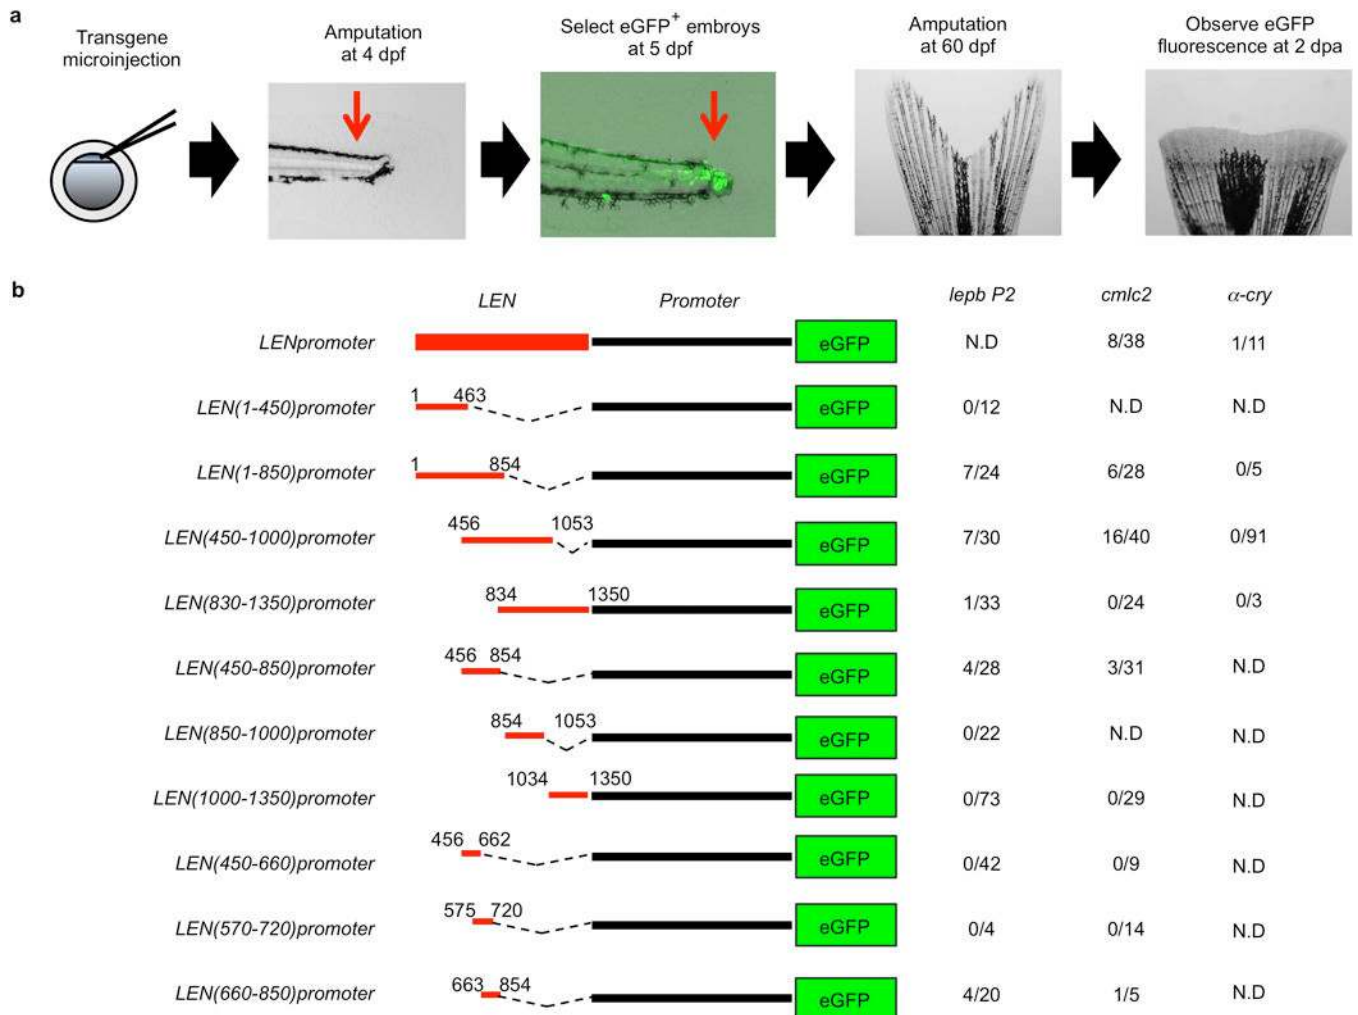 a
Transgene
microinjection
Amputation
at 4 dpf
Select eGFP+ embroys
at 5 dpf
Amputation
at 60 dpf
Observe eGFP
fluorescence at 2 dpa
b
LEN Promoter lepb P2 cmlc2 α-cry
LENpromoter eGFP N.D 8/38 1/11
1 463
LEN(1-450)promoter eGFP 0/12 N.D N.D
1 854
LEN(1-850)promoter eGFP 7/24 6/28 0/5
456 1053
LEN(450-1000)promoter eGFP 7/30 16/40 0/91
834 1350
LEN(830-1350)promoter eGFP 1/33 0/24 0/3
456 854
LEN(450-850)promoter eGFP 4/28 3/31 N.D
854 1053
LEN(850-1000)promoter eGFP 0/22 N.D N.D
1034 1350
LEN(1000-1350)promoter eGFP 0/73 0/29 N.D
456 662
LEN(450-660)promoter eGFP 0/42 0/9 N.D
575 720
LEN(570-720)promoter eGFP 0/4 0/14 N.D
663 854
LEN(660-850)promoter eGFP 4/20 1/5 N.D